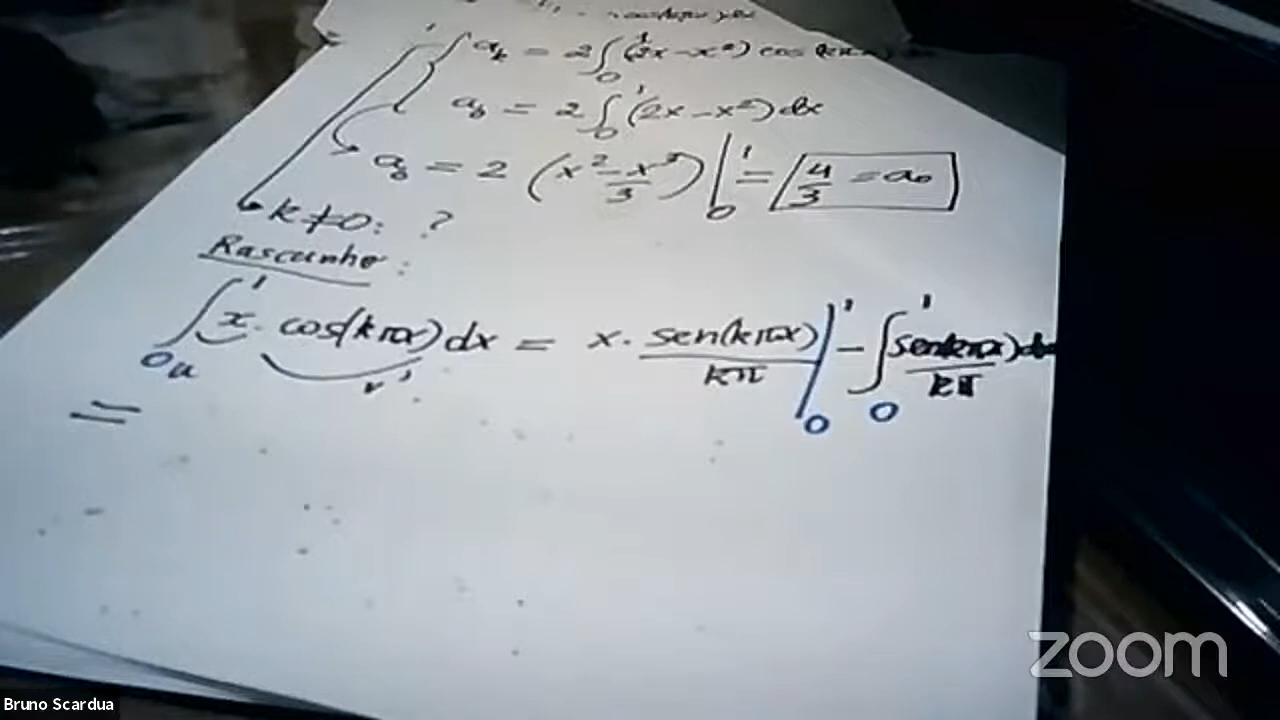 a_k = 2∫₀¹(2x-x²) cos(kπx)
a₀ = 2∫₀¹(2x-x²)dx
a₀ = 2(x² - x³/3)|₀¹ = 4/3 = a₀
k≠0: ?
Rascunho:
∫₀¹ x · cos(kπx)dx = x · sen(kπx)/kπ |₀¹ - ∫₀¹ sen(kπx)/kπ dx
u v'
=
zoom
Bruno Scardua